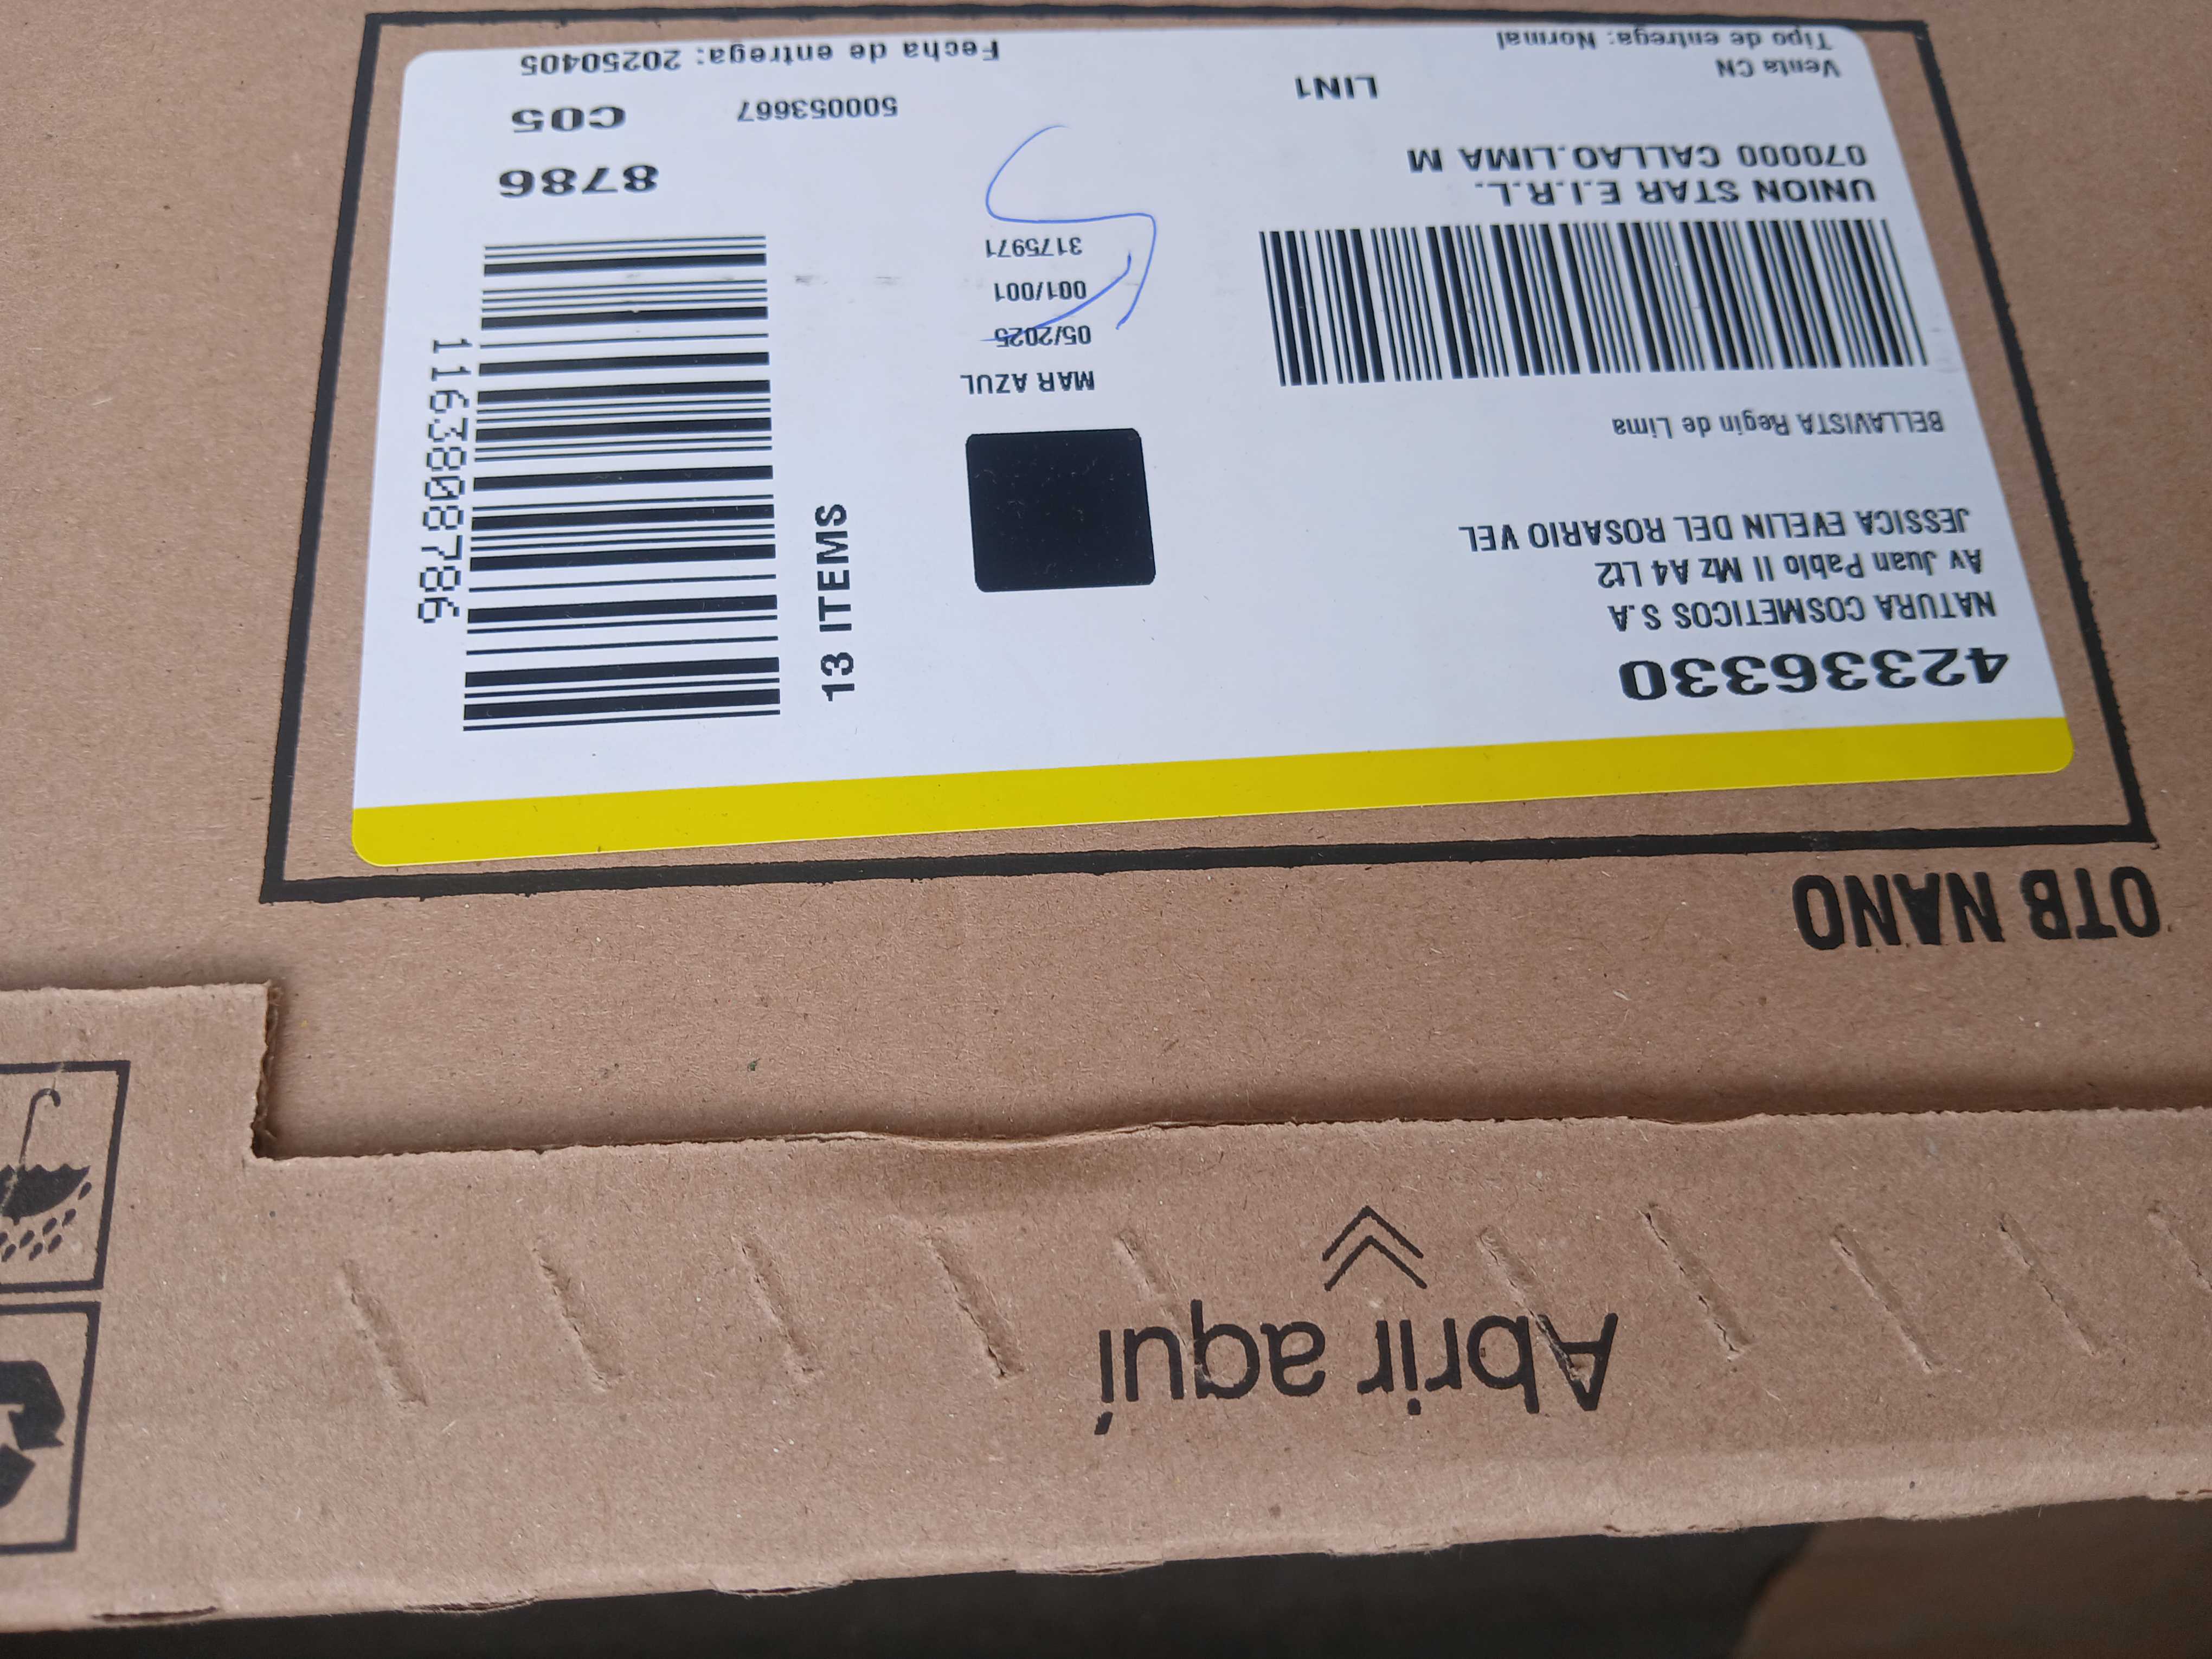 OTB NANO
42336330
NATURA COSMETICOS S.A
Av Juan Pablo II Mz A4 Lt2
JESSICA EVELIN DEL ROSARIO VEL
BELLAVISTA Regin de Lima
UNION STAR E.I.R.L.
070000 CALLAO.LIMA M
LIN1
Venta CN
Tipo de entrega: Normal
MAR AZUL
05/2025
001/001
3175971
13 ITEMS
11638088786
8786
C05
500053667
Fecha de entrega: 20250405
Abrir aquí